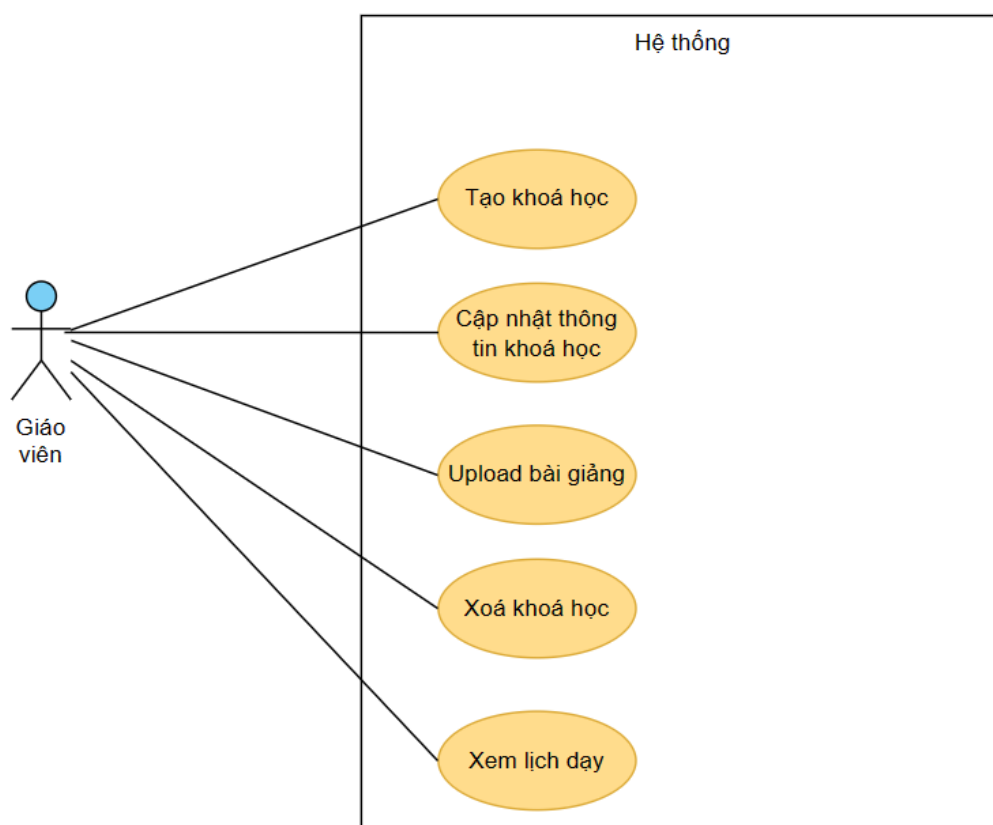 Hệ thống
Tạo khoá học
Cập nhật thông
tin khoá học
Giáo
viên
Upload bài giảng
Xoá khoá học
Xem lịch dạy